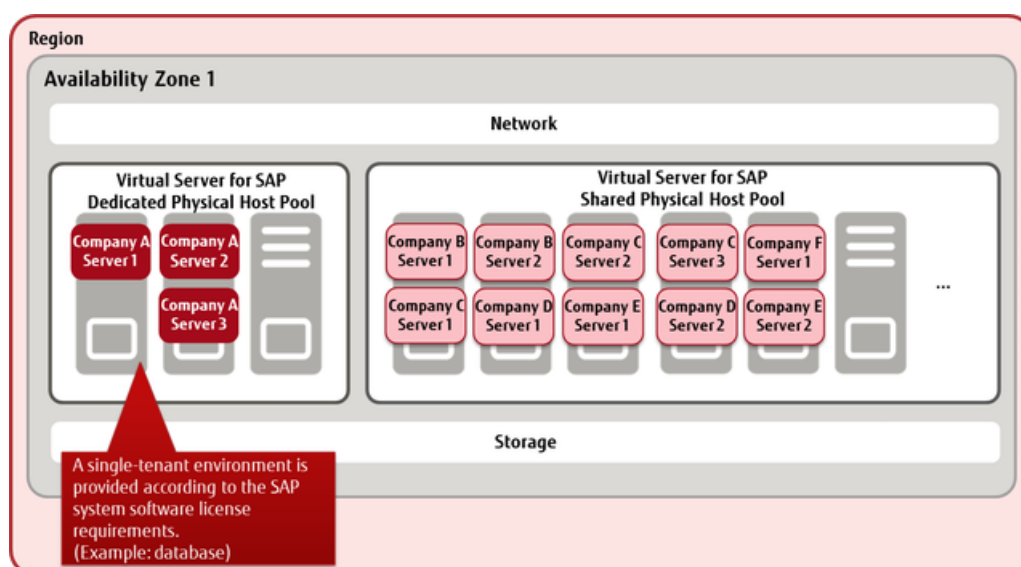 Region
Availability Zone 1
Network
Virtual Server for SAP
Dedicated Physical Host Pool
Company A
Server 1
Company A
Server 2
Company A
Server 3
Virtual Server for SAP
Shared Physical Host Pool
Company B
Server 1
Company B
Server 2
Company C
Server 2
Company C
Server 3
Company F
Server 1
Company C
Server 1
Company D
Server 1
Company E
Server 1
Company D
Server 2
Company E
Server 2
...
Storage
A single-tenant environment is
provided according to the SAP
system software license
requirements.
(Example: database)